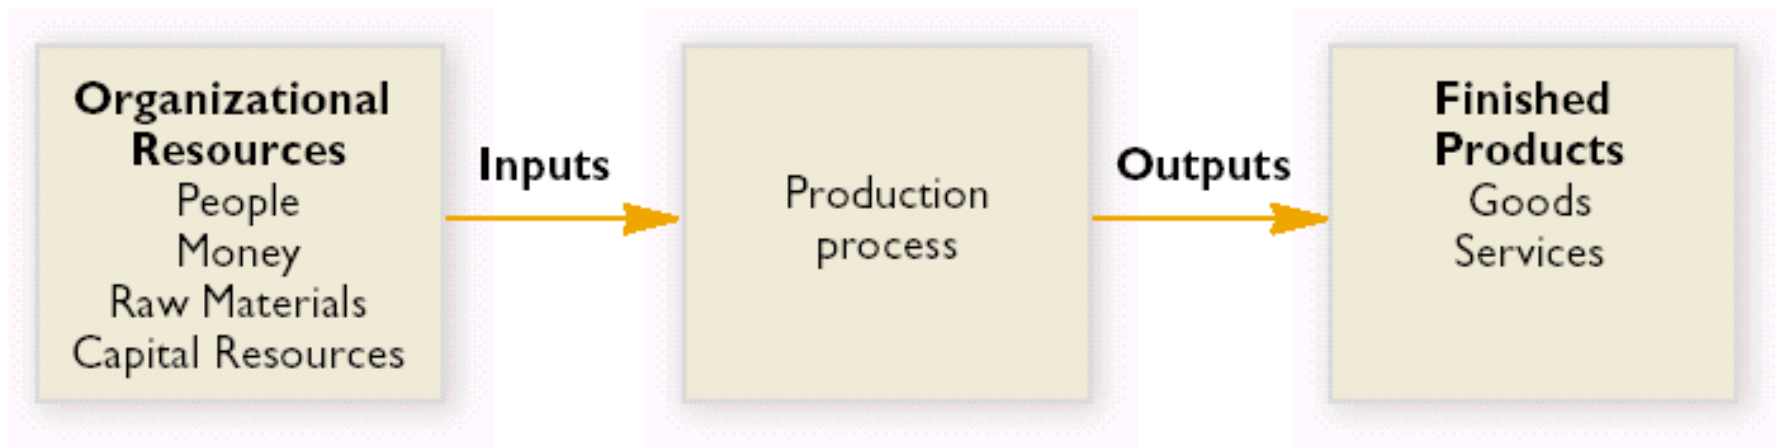 Organizational
Resources
People
Money
Raw Materials
Capital Resources
Inputs
Production
process
Outputs
Finished
Products
Goods
Services